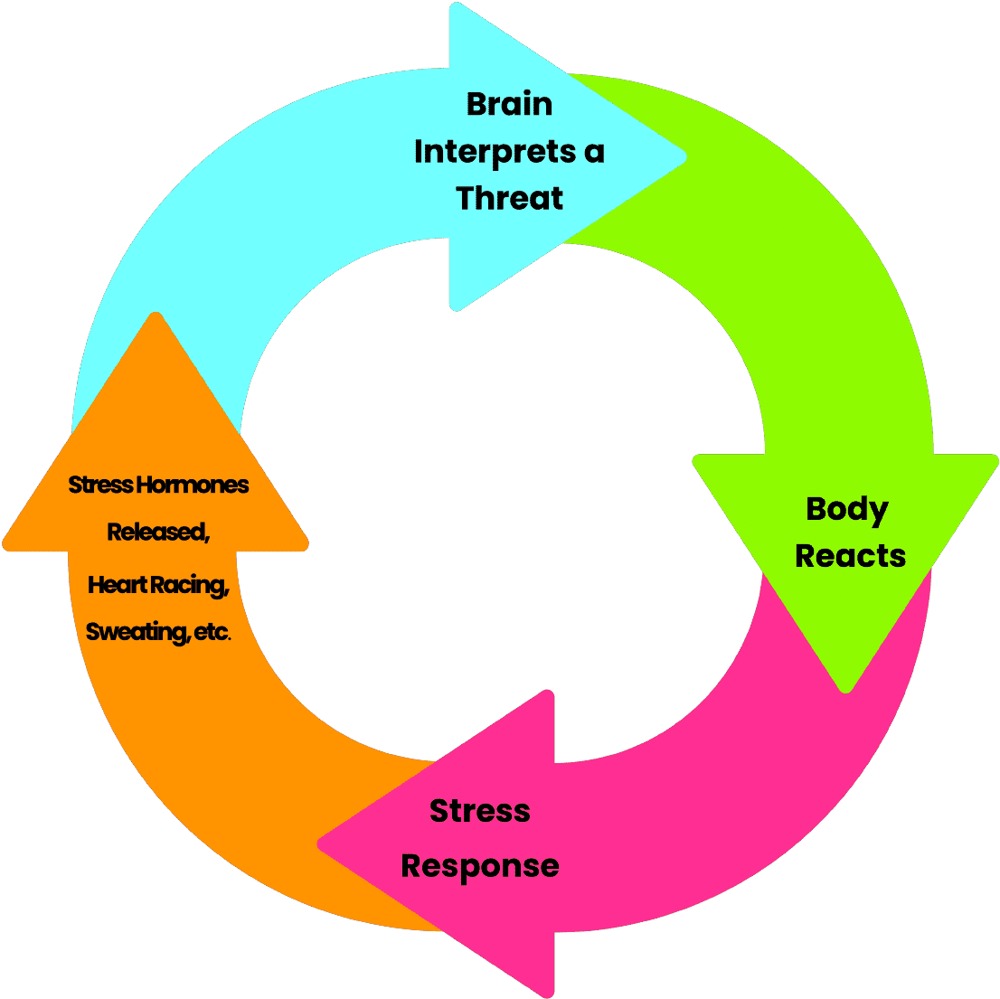 Brain
Interprets a
Threat
Body
Reacts
Stress
Response
Stress Hormones
Released,
Heart Racing,
Sweating, etc.